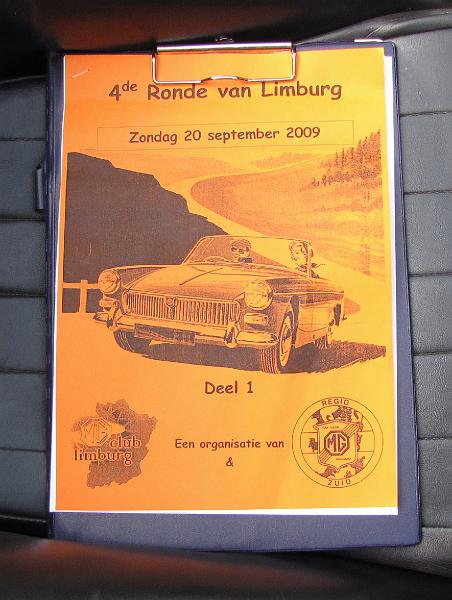 4de Ronde van Limburg
Zondag 20 september 2009
Deel 1
MG
club
limburg
Een organisatie van
&
REGIO
MG
ZUID